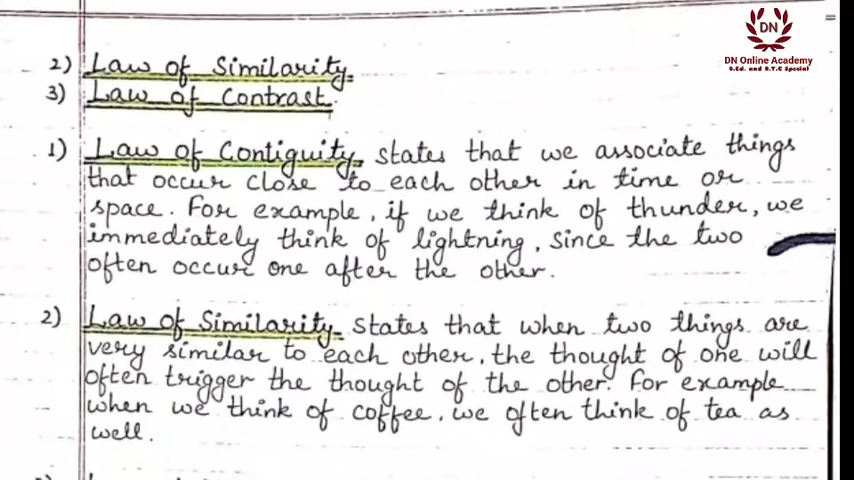 DN
DN Online Academy
B.Ed. and B.T.C Special
2) Law of Similarity.
3) Law of Contrast.
1) Law of Contiguity. states that we associate things
that occur close to each other in time or
space. For example, if we think of thunder, we
immediately think of lightning, since the two
often occur one after the other.
2) Law of Similarity. states that when two things are
very similar to each other, the thought of one will
often trigger the thought of the other. For example
when we think of coffee, we often think of tea as
well.